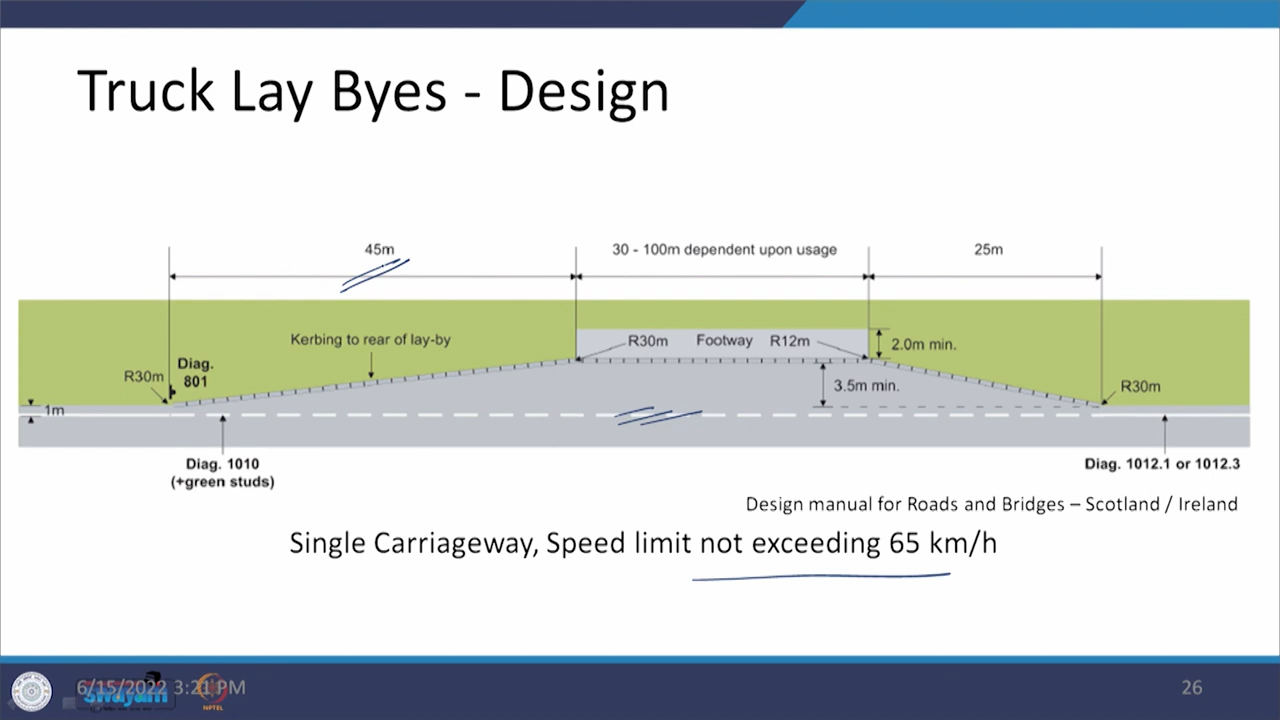 Truck Lay Byes - Design
45m
30 - 100m dependent upon usage
25m
Kerbing to rear of lay-by
R30m
Footway
R12m
2.0m min.
Diag.
801
R30m
3.5m min.
R30m
1m
Diag. 1010
(+green studs)
Diag. 1012.1 or 1012.3
Design manual for Roads and Bridges – Scotland / Ireland
Single Carriageway, Speed limit not exceeding 65 km/h
6/15/2022 3:21 PM
swayam
NPTEL
26